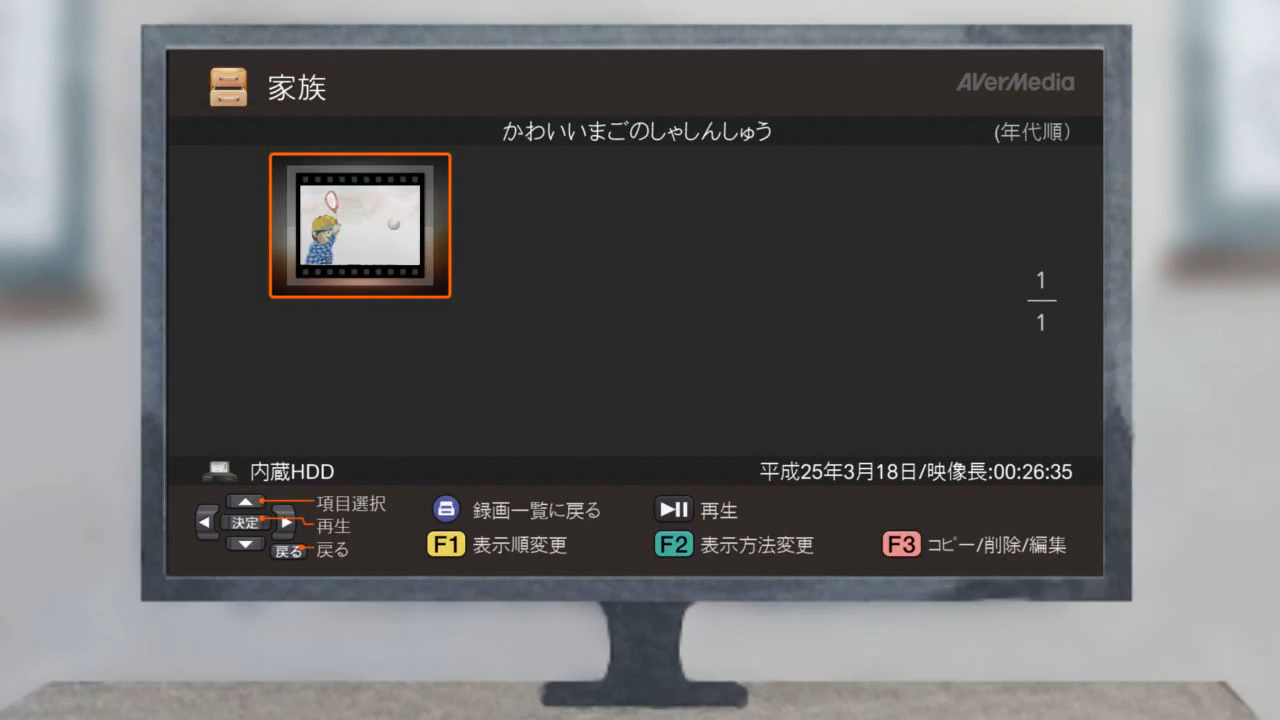 家族
AVerMedia
かわいいまごのしゃしんしゅう
(年代順)
1
1
内蔵HDD
平成25年3月18日/映像長:00:26:35
項目選択
決定
再生
戻る
戻る
録画一覧に戻る
再生
F1 表示順変更
F2 表示方法変更
F3 コピー/削除/編集